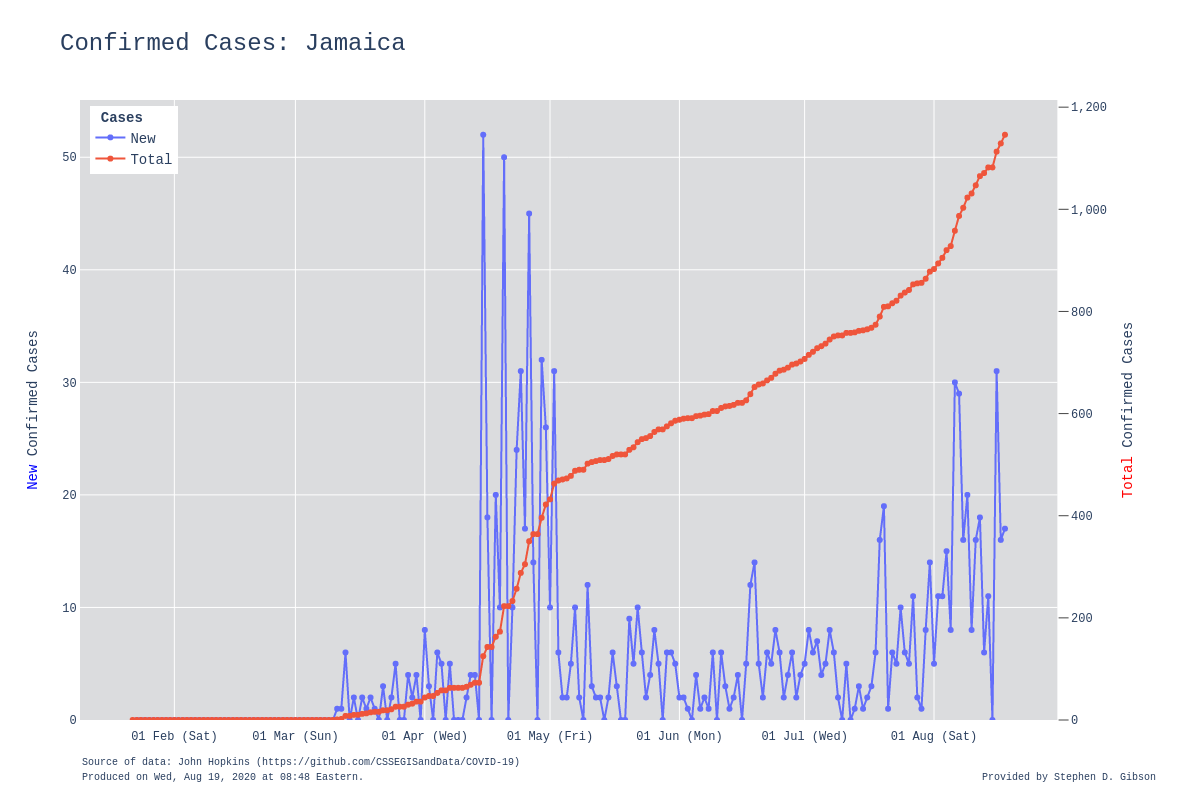 Confirmed Cases: Jamaica
Cases
New
Total
50
40
30
20
10
0
1,200
1,000
800
600
400
200
0
New Confirmed Cases
Total Confirmed Cases
01 Feb (Sat) 01 Mar (Sun) 01 Apr (Wed) 01 May (Fri) 01 Jun (Mon) 01 Jul (Wed) 01 Aug (Sat)
Source of data: John Hopkins (https://github.com/CSSEGISandData/COVID-19)
Produced on Wed, Aug 19, 2020 at 08:48 Eastern.
Provided by Stephen D. Gibson